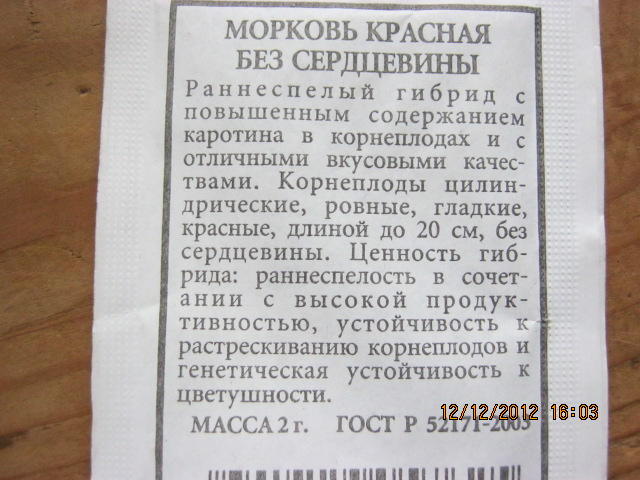 МОРКОВЬ КРАСНАЯ
БЕЗ СЕРДЦЕВИНЫ
Раннеспелый гибрид с
повышенным содержанием
каротина в корнеплодах и с
отличными вкусовыми качес-
твами. Корнеплоды цилин-
дрические, ровные, гладкие,
красные, длиной до 20 см, без
сердцевины. Ценность гиб-
рида: раннеспелость в сочет-
ании с высокой продук-
тивностью, устойчивость к
растрескиванию корнеплодов и
генетическая устойчивость к
цветушности.
МАССА 2 г. ГОСТ Р 52171-2003
12/12/2012 16:03